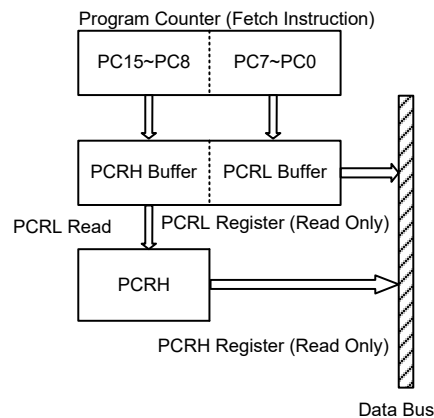 Program Counter (Fetch Instruction)
PC15~PC8 PC7~PC0
PCRH Buffer PCRL Buffer
PCRL Read PCRL Register (Read Only)
PCRH
PCRH Register (Read Only)
Data Bus